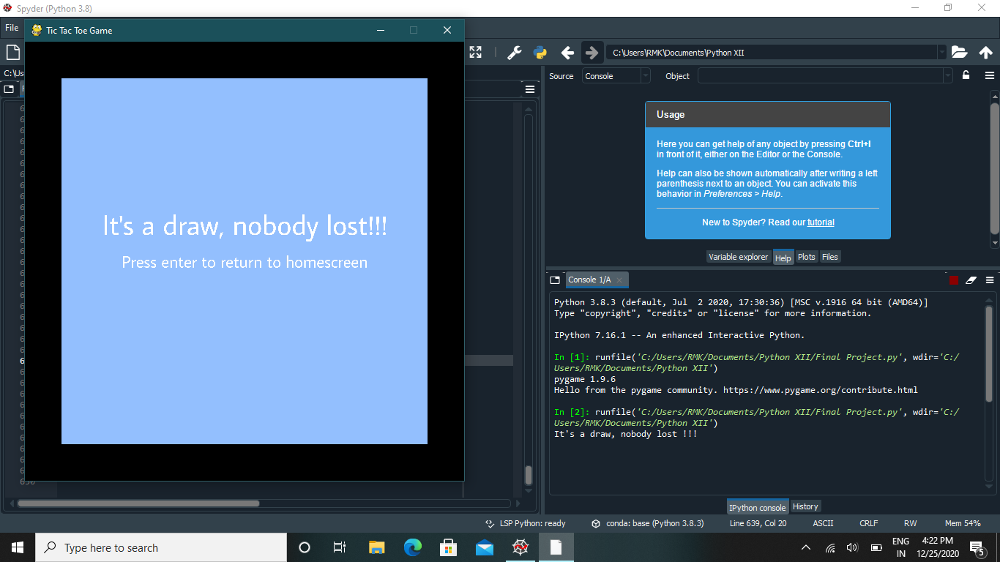 Spyder (Python 3.8)
File
Tic Tac Toe Game
C:\Users\RMK\Documents\Python XII
C:\Us
Source Console Object
Usage
Here you can get help of any object by pressing Ctrl+I
in front of it, either on the Editor or the Console.
Help can also be shown automatically after writing a left
parenthesis next to an object. You can activate this
behavior in Preferences > Help.
New to Spyder? Read our tutorial
Variable explorer Help Plots Files
It's a draw, nobody lost!!!
Press enter to return to homescreen
Console 1/A
Python 3.8.3 (default, Jul  2 2020, 17:30:36) [MSC v.1916 64 bit (AMD64)]
Type "copyright", "credits" or "license" for more information.
IPython 7.16.1 -- An enhanced Interactive Python.
In [1]: runfile('C:/Users/RMK/Documents/Python XII/Final Project.py', wdir='C:/
Users/RMK/Documents/Python XII')
pygame 1.9.6
Hello from the pygame community. https://www.pygame.org/contribute.html
In [2]: runfile('C:/Users/RMK/Documents/Python XII/Final Project.py', wdir='C:/
Users/RMK/Documents/Python XII')
It's a draw, nobody lost !!!
IPython console History
LSP Python: ready conda: base (Python 3.8.3) Line 639, Col 20 ASCII CRLF RW Mem 54%
Type here to search
ENG
IN
4:22 PM
12/25/2020
5